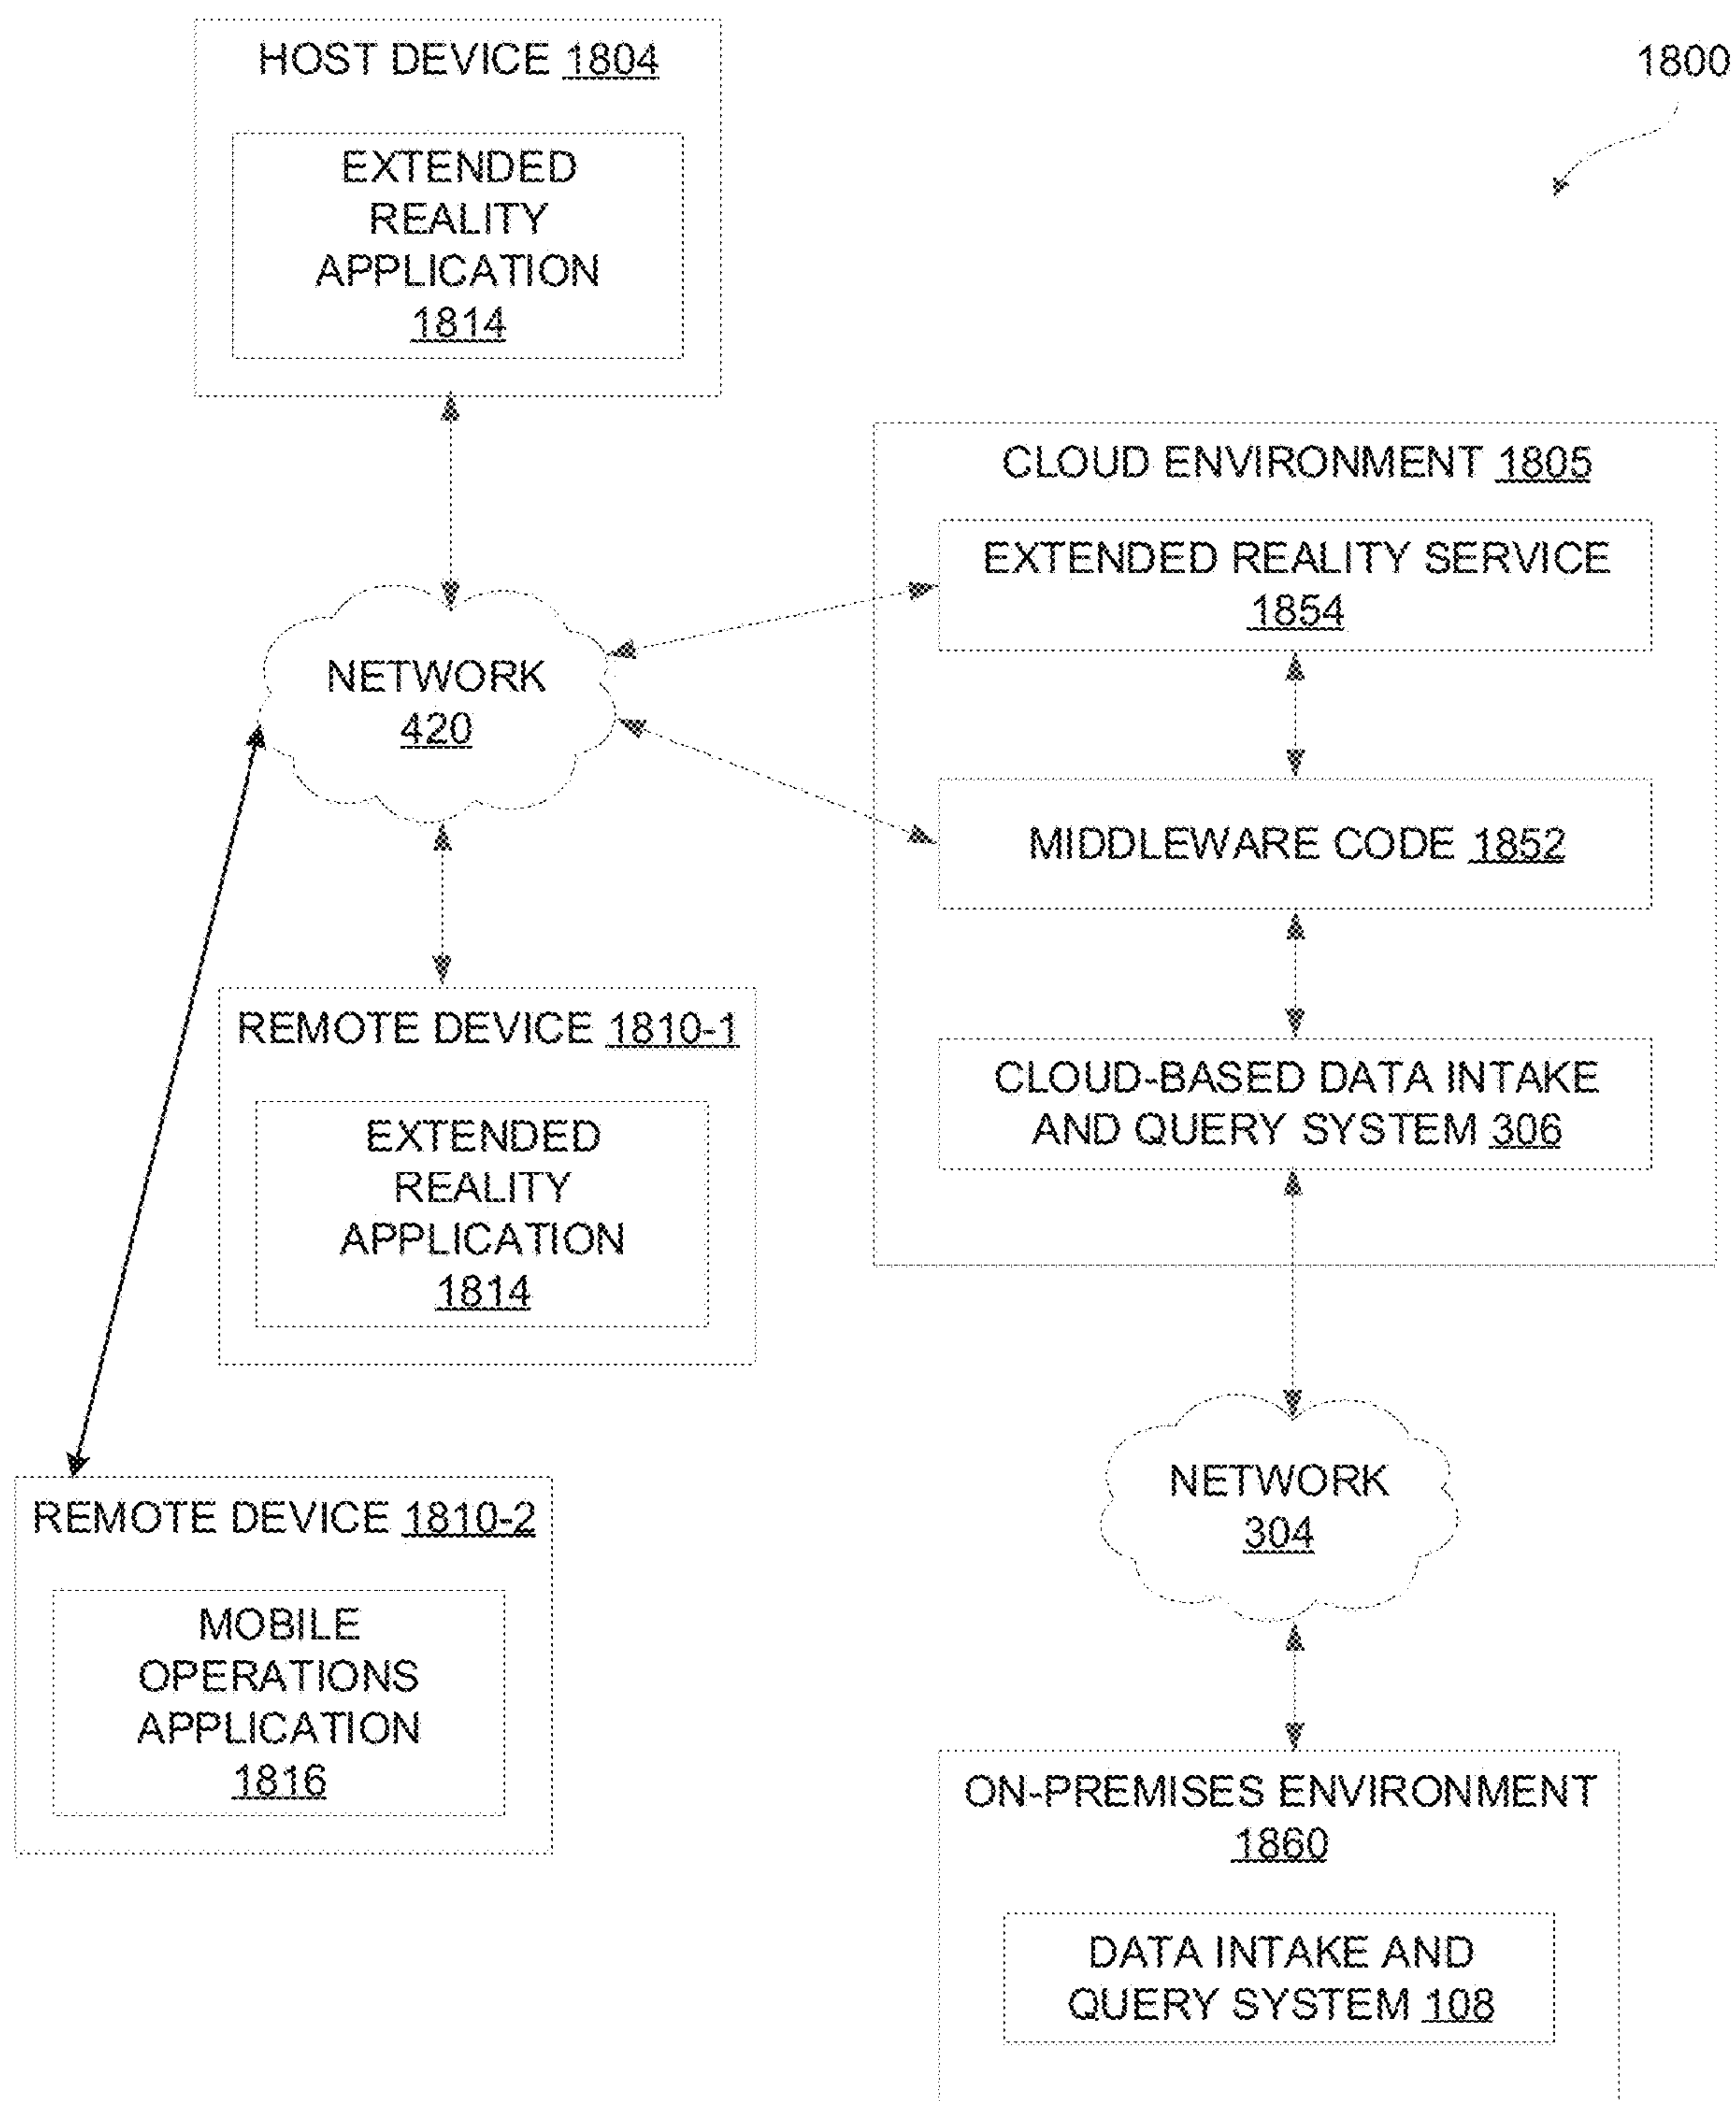 HOST DEVICE 1804
EXTENDED
REALITY
APPLICATION
1814
1800
CLOUD ENVIRONMENT 1805
EXTENDED REALITY SERVICE
1854
NETWORK
420
MIDDLEWARE CODE 1852
REMOTE DEVICE 1810-1
EXTENDED
REALITY
APPLICATION
1814
CLOUD-BASED DATA INTAKE
AND QUERY SYSTEM 306
NETWORK
304
REMOTE DEVICE 1810-2
MOBILE
OPERATIONS
APPLICATION
1816
ON-PREMISES ENVIRONMENT
1860
DATA INTAKE AND
QUERY SYSTEM 108